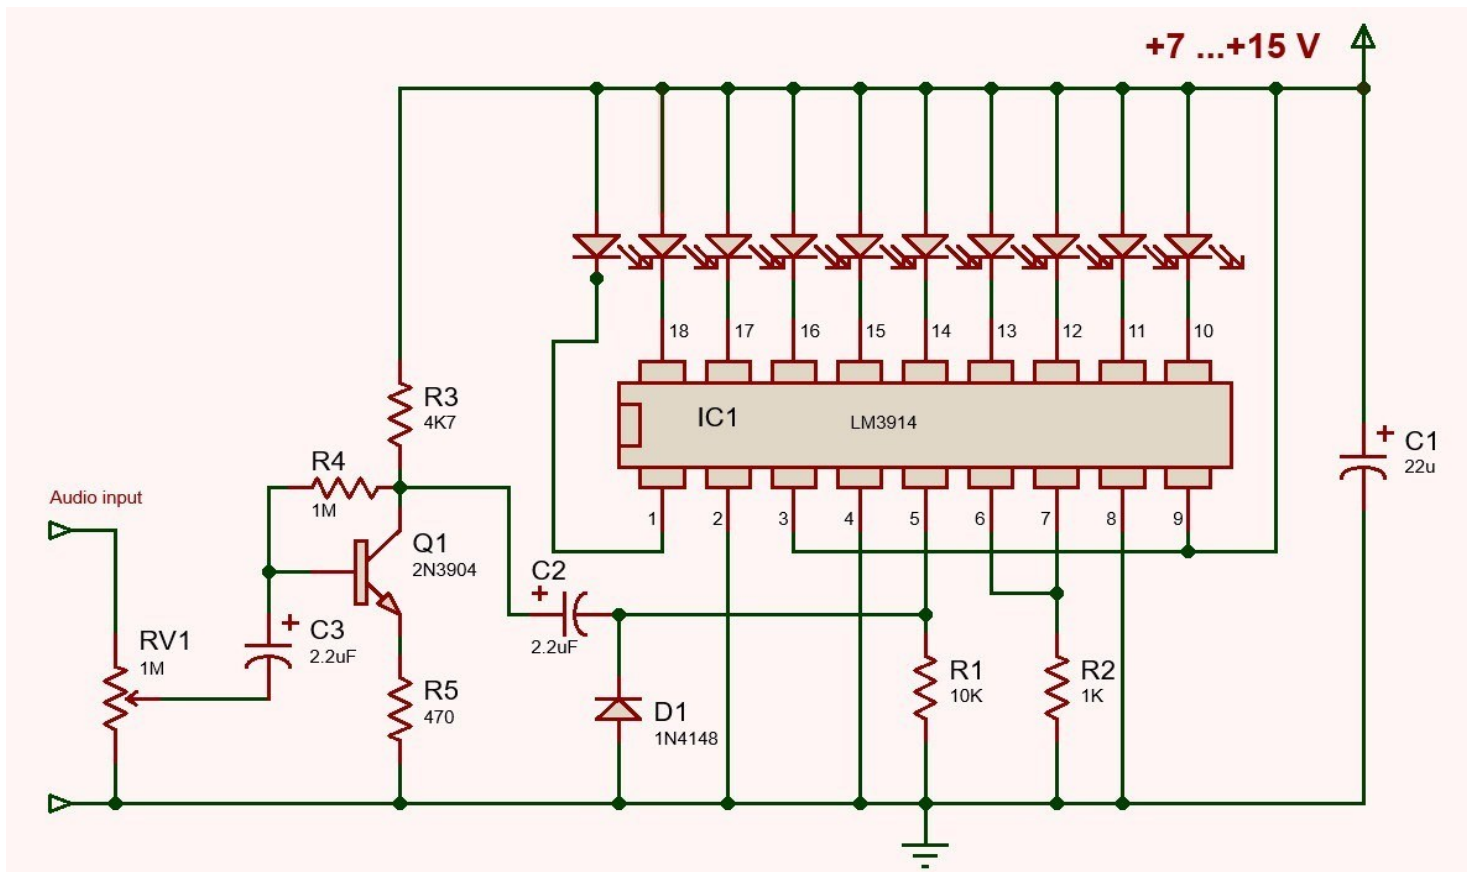 +7 ...+15 V
18 17 16 15 14 13 12 11 10
R3
4K7
IC1
LM3914
+ C1
22u
R4
1M
Audio input
1 2 3 4 5 6 7 8 9
Q1
2N3904
C2
+
2.2uF
RV1
1M
+ C3
2.2uF
R5
470
D1
1N4148
R1
10K
R2
1K